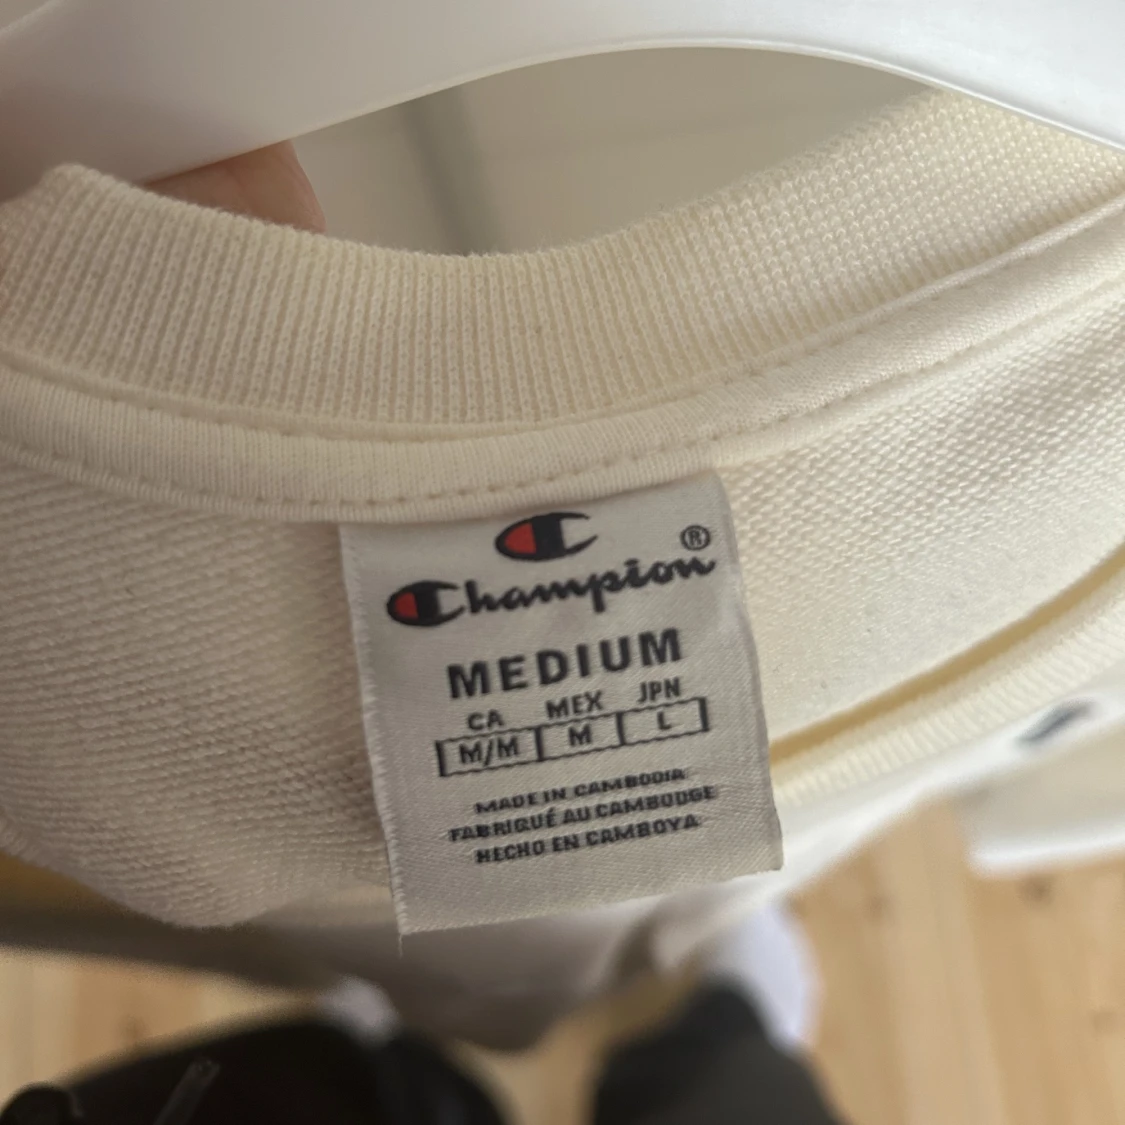 Champion®
MEDIUM
CA MEX JPN
M/M M L
MADE IN CAMBODIA
FABRIQUÉ AU CAMBODGE
HECHO EN CAMBOYA